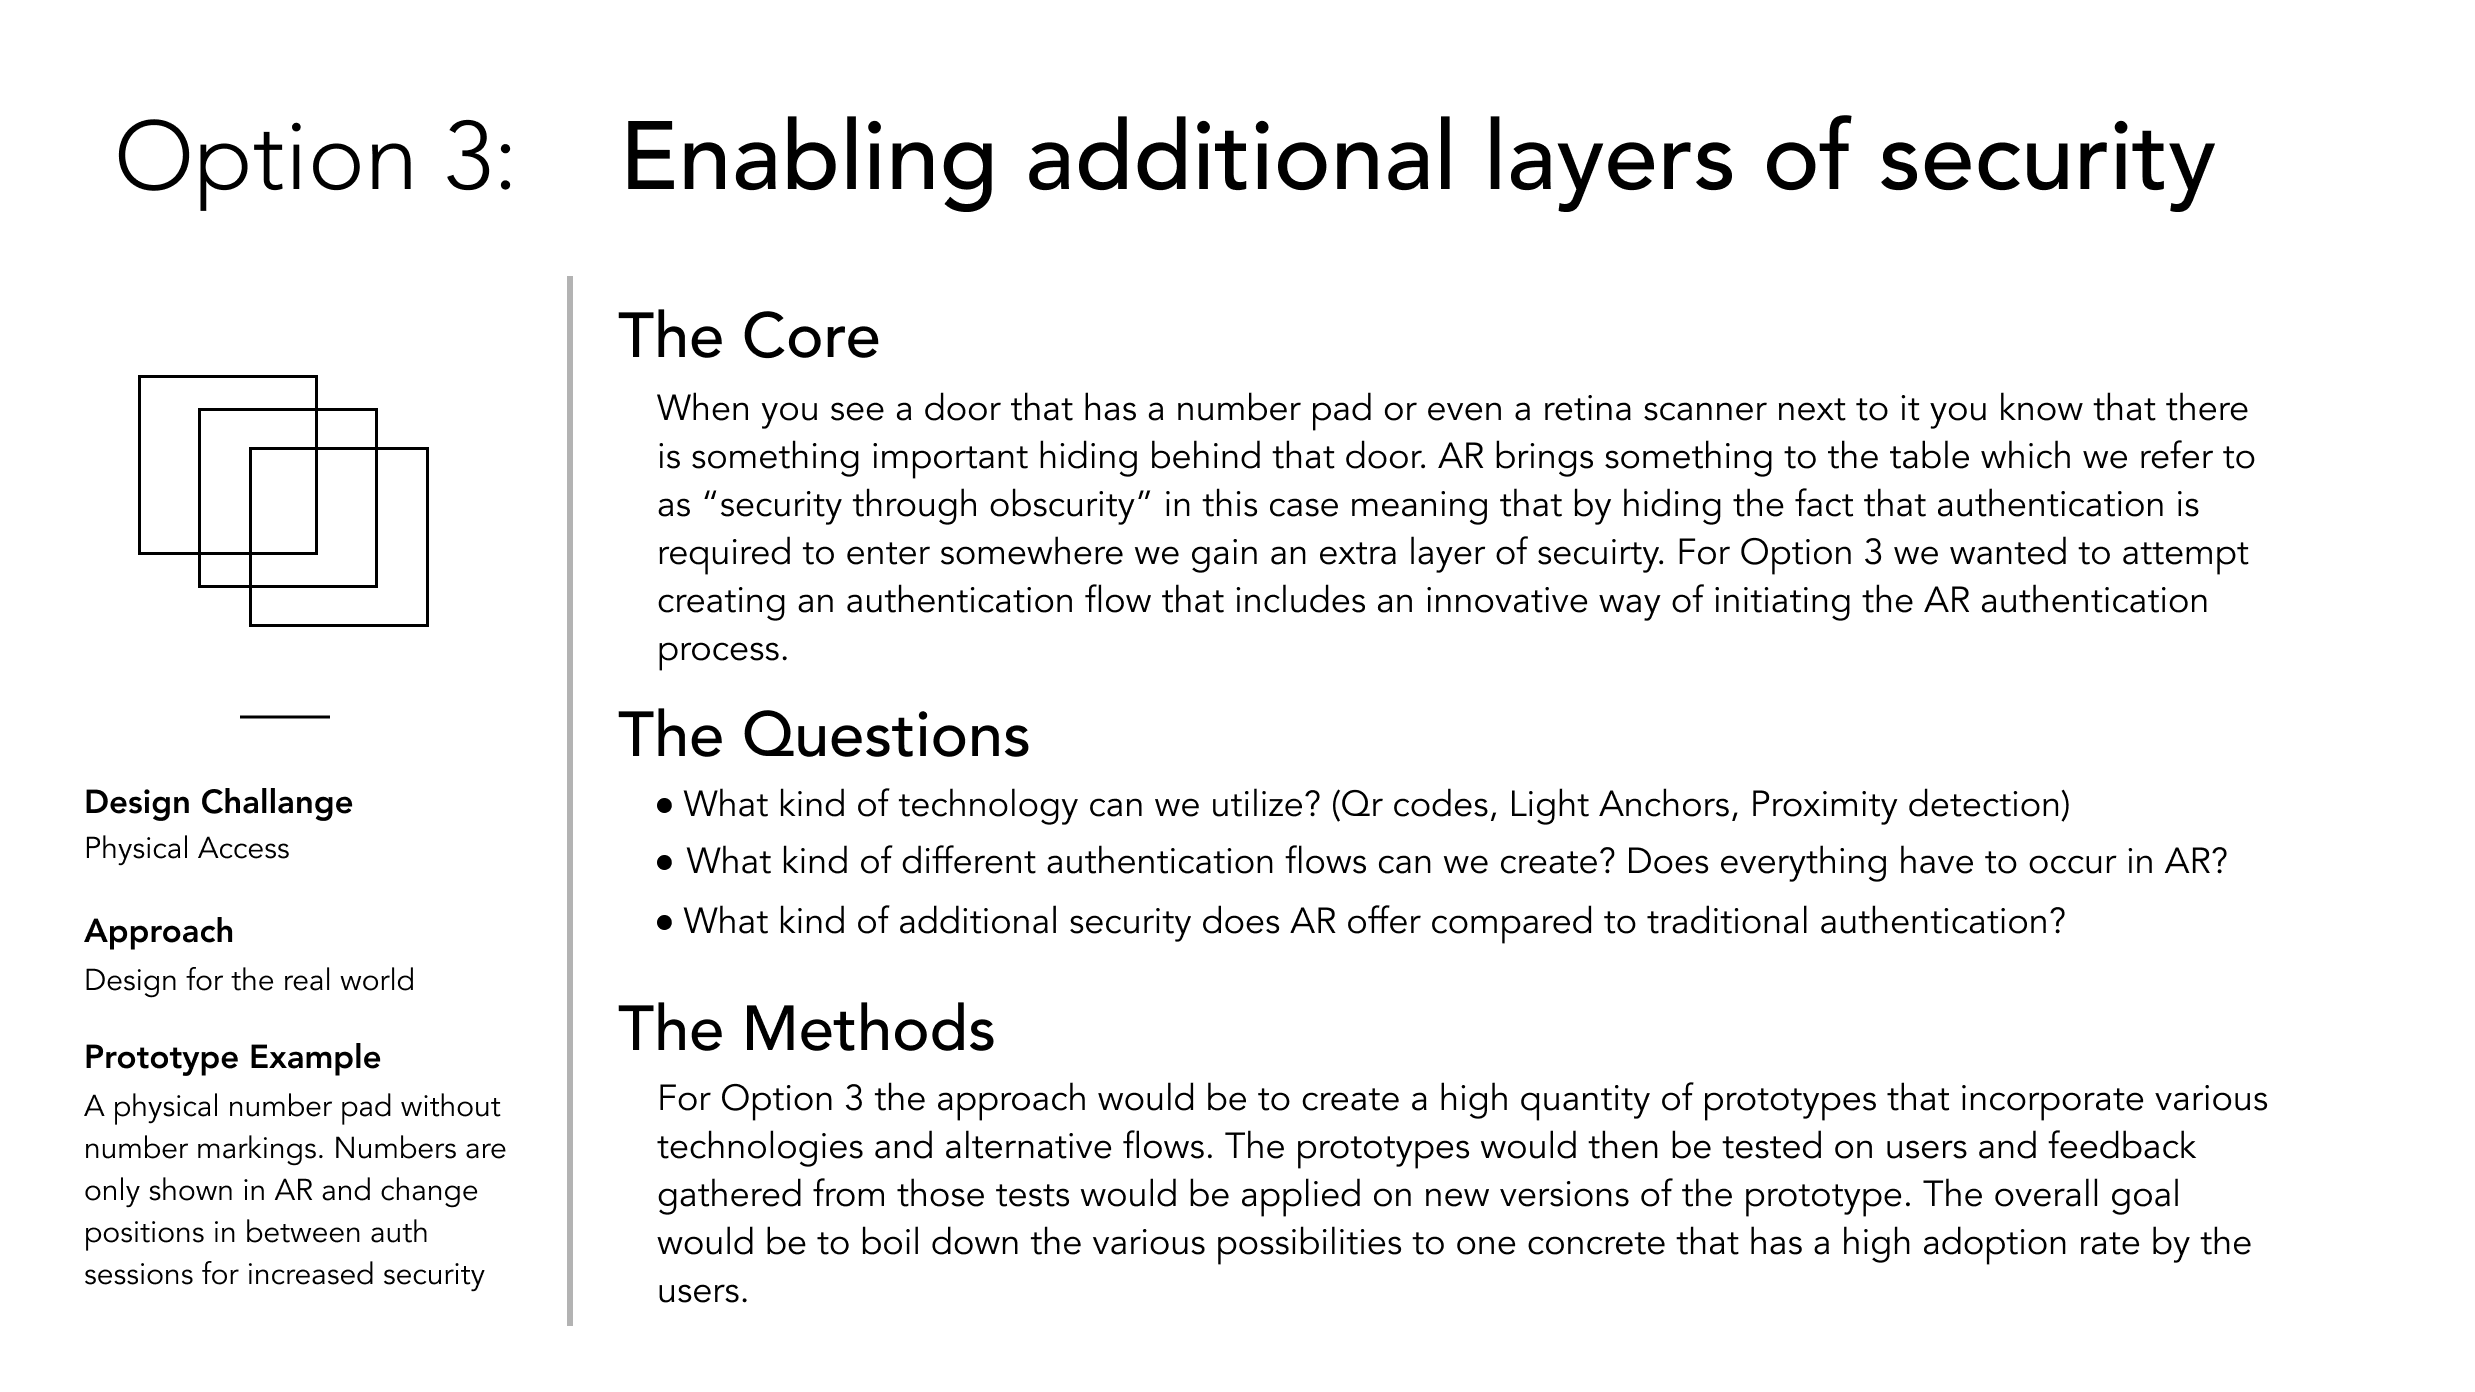 Option 3: Enabling additional layers of security
Design Challange
Physical Access
Approach
Design for the real world
Prototype Example
A physical number pad without
number markings. Numbers are
only shown in AR and change
positions in between auth
sessions for increased security
The Core
When you see a door that has a number pad or even a retina scanner next to it you know that there
is something important hiding behind that door. AR brings something to the table which we refer to
as “security through obscurity” in this case meaning that by hiding the fact that authentication is
required to enter somewhere we gain an extra layer of secuirty. For Option 3 we wanted to attempt
creating an authentication flow that includes an innovative way of initiating the AR authentication
process.
The Questions
• What kind of technology can we utilize? (Qr codes, Light Anchors, Proximity detection)
• What kind of different authentication flows can we create? Does everything have to occur in AR?
• What kind of additional security does AR offer compared to traditional authentication?
The Methods
For Option 3 the approach would be to create a high quantity of prototypes that incorporate various
technologies and alternative flows. The prototypes would then be tested on users and feedback
gathered from those tests would be applied on new versions of the prototype. The overall goal
would be to boil down the various possibilities to one concrete that has a high adoption rate by the
users.